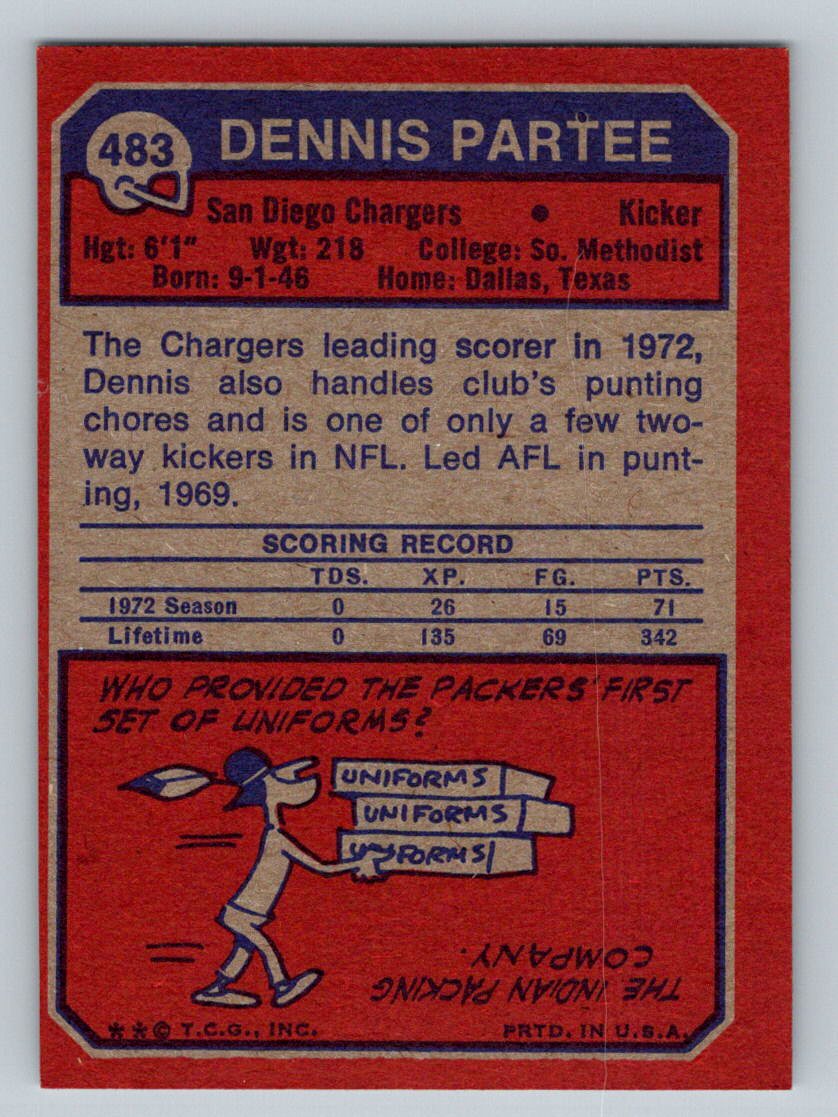 483
DENNIS PARTEE
San Diego Chargers • Kicker
Hgt: 6'1" Wgt: 218 College: So. Methodist
Born: 9-1-46 Home: Dallas, Texas
The Chargers leading scorer in 1972,
Dennis also handles club's punting
chores and is one of only a few two-
way kickers in NFL. Led AFL in punt-
ing, 1969.
SCORING RECORD
TDS. XP. FG. PTS.
1972 Season 0 26 15 71
Lifetime 0 135 69 342
WHO PROVIDED THE PACKERS' FIRST
SET OF UNIFORMS?
UNIFORMS
UNIFORMS
UNIFORMS
THE INDIAN PACKING
COMPANY.
**© T.C.G., INC. PRTD. IN U.S.A.